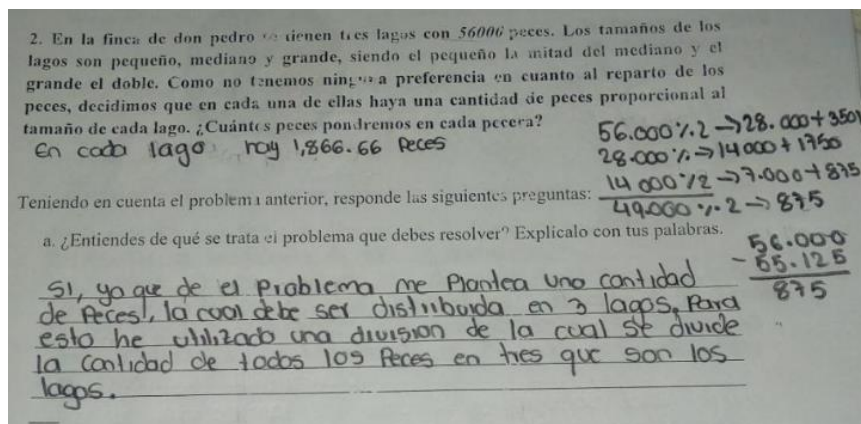 2. En la finca de don pedro se tienen tres lagos con 56000 peces. Los tamaños de los
lagos son pequeño, mediano y grande, siendo el pequeño la mitad del mediano y el
grande el doble. Como no tenemos ninguna preferencia en cuanto al reparto de los
peces, decidimos que en cada una de ellas haya una cantidad de peces proporcional al
tamaño de cada lago. ¿Cuántos peces pondremos en cada pecera?
En cada lago hay 1,866.66 Peces
56.000 % 2 → 28.000 + 3501
28.000 % → 14000 + 1750
14000 % 2 → 7.000 + 875
49.000 % 2 → 875
Teniendo en cuenta el problema anterior, responde las siguientes preguntas:
a. ¿Entiendes de qué se trata el problema que debes resolver? Explícalo con tus palabras.
56.000
- 55.125
875
SI, ya que de el Problema me Plantea una cantidad
de Peces, la cual debe ser distribuida en 3 lagos, Para
esto he utilizado una division de la cual se divide
la cantidad de todos los Peces en tres que son los
lagos.